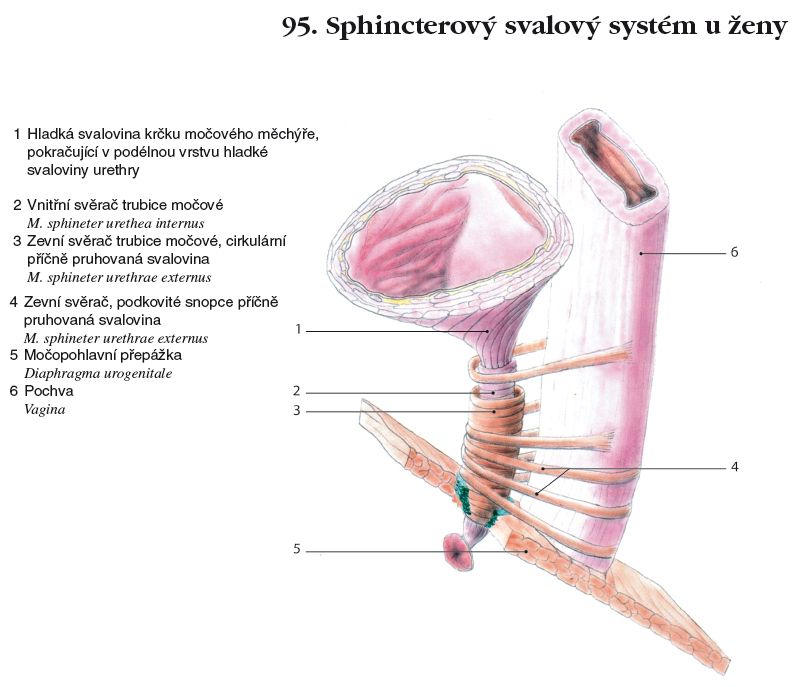 95. Sphincterový svalový systém u ženy
1 Hladká svalovina krčku močového měchýře,
pokračující v podélnou vrstvu hladké
svaloviny urethry
2 Vnitřní svěrač trubice močové
M. sphineter urethea internus
3 Zevní svěrač trubice močové, cirkulární
příčně pruhovaná svalovina
M. sphineter urethrae externus
4 Zevní svěrač, podkovité snopce příčně
pruhovaná svalovina
M. sphineter urethrae externus
5 Močopohlavní přepážka
Diaphragma urogenitale
6 Pochva
Vagina
6
1
2
3
4
5